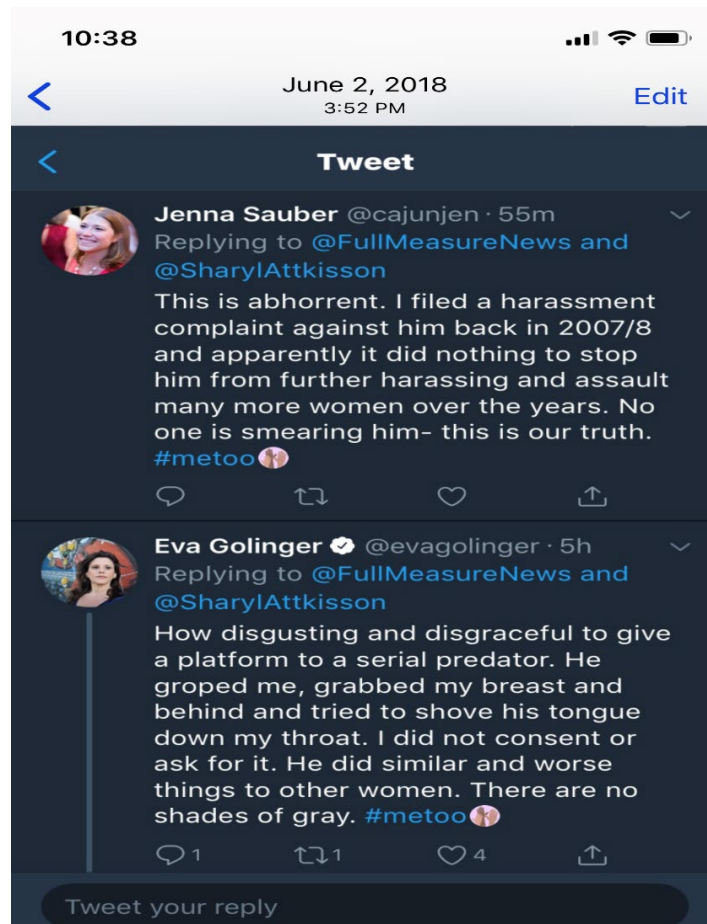 10:38
June 2, 2018
Edit
3:52 PM
Tweet
Jenna Sauber @cajunjen · 55m
Replying to @FullMeasureNews and
@SharylAttkisson
This is abhorrent. I filed a harassment
complaint against him back in 2007/8
and apparently it did nothing to stop
him from further harassing and assault
many more women over the years. No
one is smearing him- this is our truth.
#metoo
Eva Golinger @evagolinger · 5h
Replying to @FullMeasureNews and
@SharylAttkisson
How disgusting and disgraceful to give
a platform to a serial predator. He
groped me, grabbed my breast and
behind and tried to shove his tongue
down my throat. I did not consent or
ask for it. He did similar and worse
things to other women. There are no
shades of gray. #metoo
1 1 4
Tweet your reply